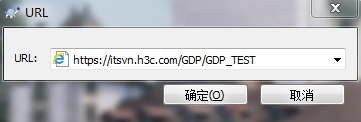 URL
URL: https://itsvn.h3c.com/GDP/GDP_TEST
确定(O) 取消